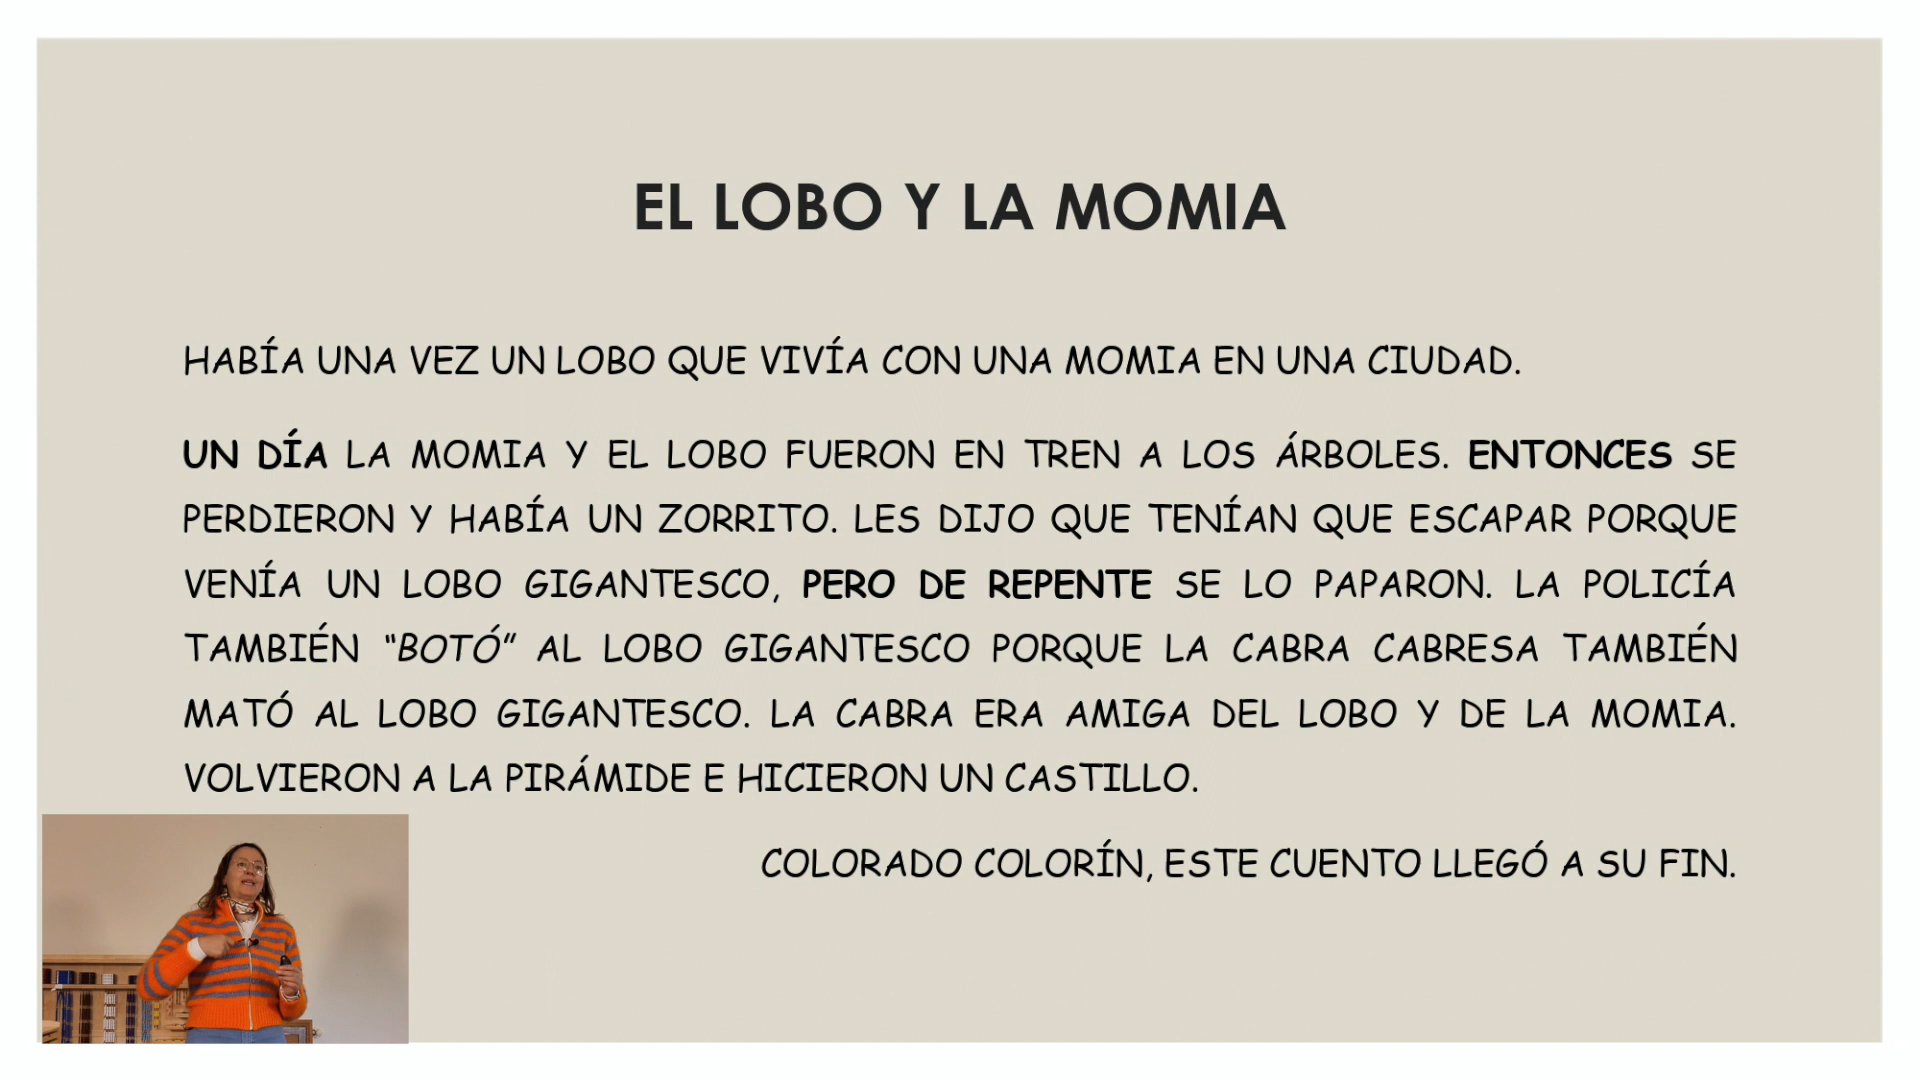 EL LOBO Y LA MOMIA
HABÍA UNA VEZ UN LOBO QUE VIVÍA CON UNA MOMIA EN UNA CIUDAD.
UN DÍA LA MOMIA Y EL LOBO FUERON EN TREN A LOS ÁRBOLES. ENTONCES SE
PERDIERON Y HABÍA UN ZORRITO. LES DIJO QUE TENÍAN QUE ESCAPAR PORQUE
VENÍA UN LOBO GIGANTESCO, PERO DE REPENTE SE LO PAPARON. LA POLICÍA
TAMBIÉN “BOTÓ” AL LOBO GIGANTESCO PORQUE LA CABRA CABRESA TAMBIÉN
MATÓ AL LOBO GIGANTESCO. LA CABRA ERA AMIGA DEL LOBO Y DE LA MOMIA.
VOLVIERON A LA PIRÁMIDE E HICIERON UN CASTILLO.
COLORADO COLORÍN, ESTE CUENTO LLEGÓ A SU FIN.